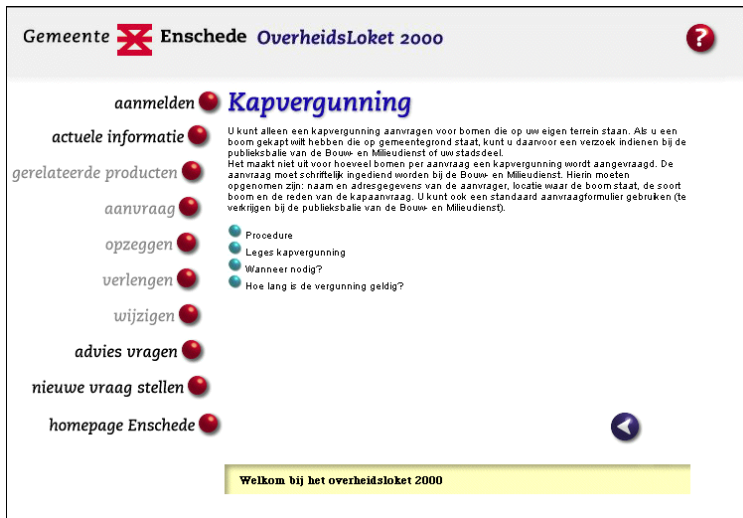 Gemeente Enschede OverheidsLoket 2000
?
aanmelden
actuele informatie
gerelateerde producten
aanvraag
opzeggen
verlengen
wijzigen
advies vragen
nieuwe vraag stellen
homepage Enschede
Kapvergunning
U kunt alleen een kapvergunning aanvragen voor bomen die op uw eigen terrein staan. Als u een
boom gekapt wilt hebben die op gemeentegrond staat, kunt u daarvoor een verzoek indienen bij de
publieksbalie van de Bouw- en Milieudienst of uw stadsdeel.
Het maakt niet uit voor hoeveel bomen per aanvraag een kapvergunning wordt aangevraagd. De
aanvraag moet schriftelijk ingediend worden bij de Bouw- en Milieudienst. Hierin moeten
opgenomen zijn: naam en adresgegevens van de aanvrager, locatie waar de boom staat, de soort
boom en de reden van de kapaanvraag. U kunt ook een standaard aanvraagformulier gebruiken (te
verkrijgen bij de publieksbalie van de Bouw- en Milieudienst).
Procedure
Leges kapvergunning
Wanneer nodig?
Hoe lang is de vergunning geldig?
Welkom bij het overheidsloket 2000